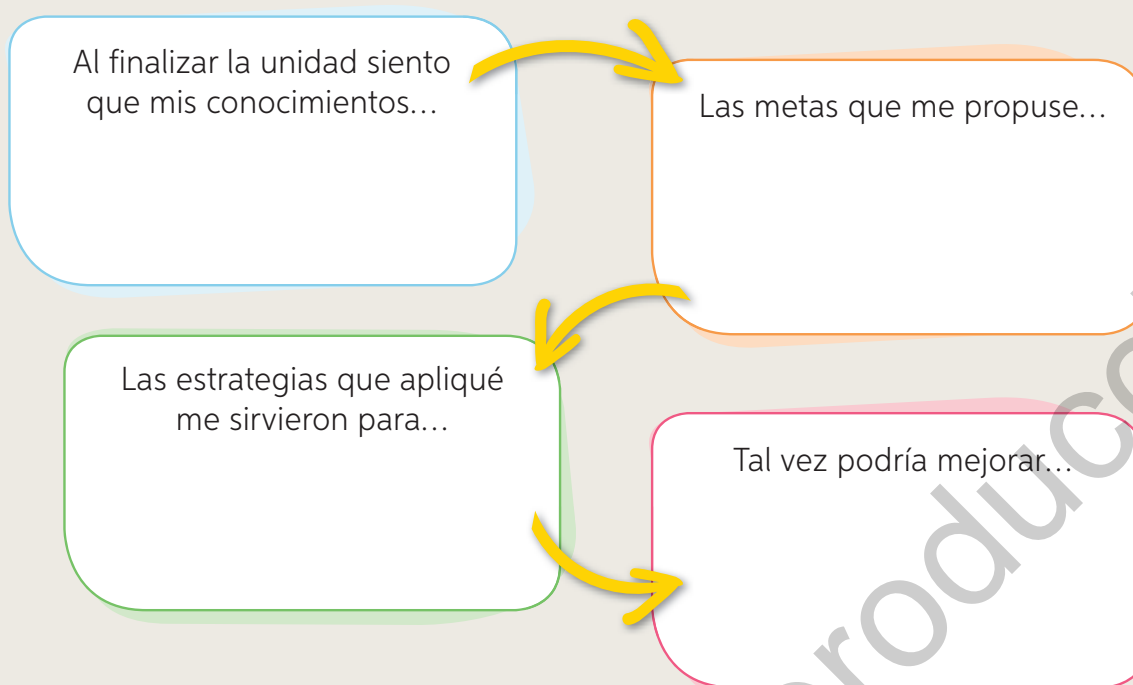 Al finalizar la unidad siento
que mis conocimientos...
Las metas que me propuse...
Las estrategias que apliqué
me sirvieron para...
Tal vez podría mejorar...